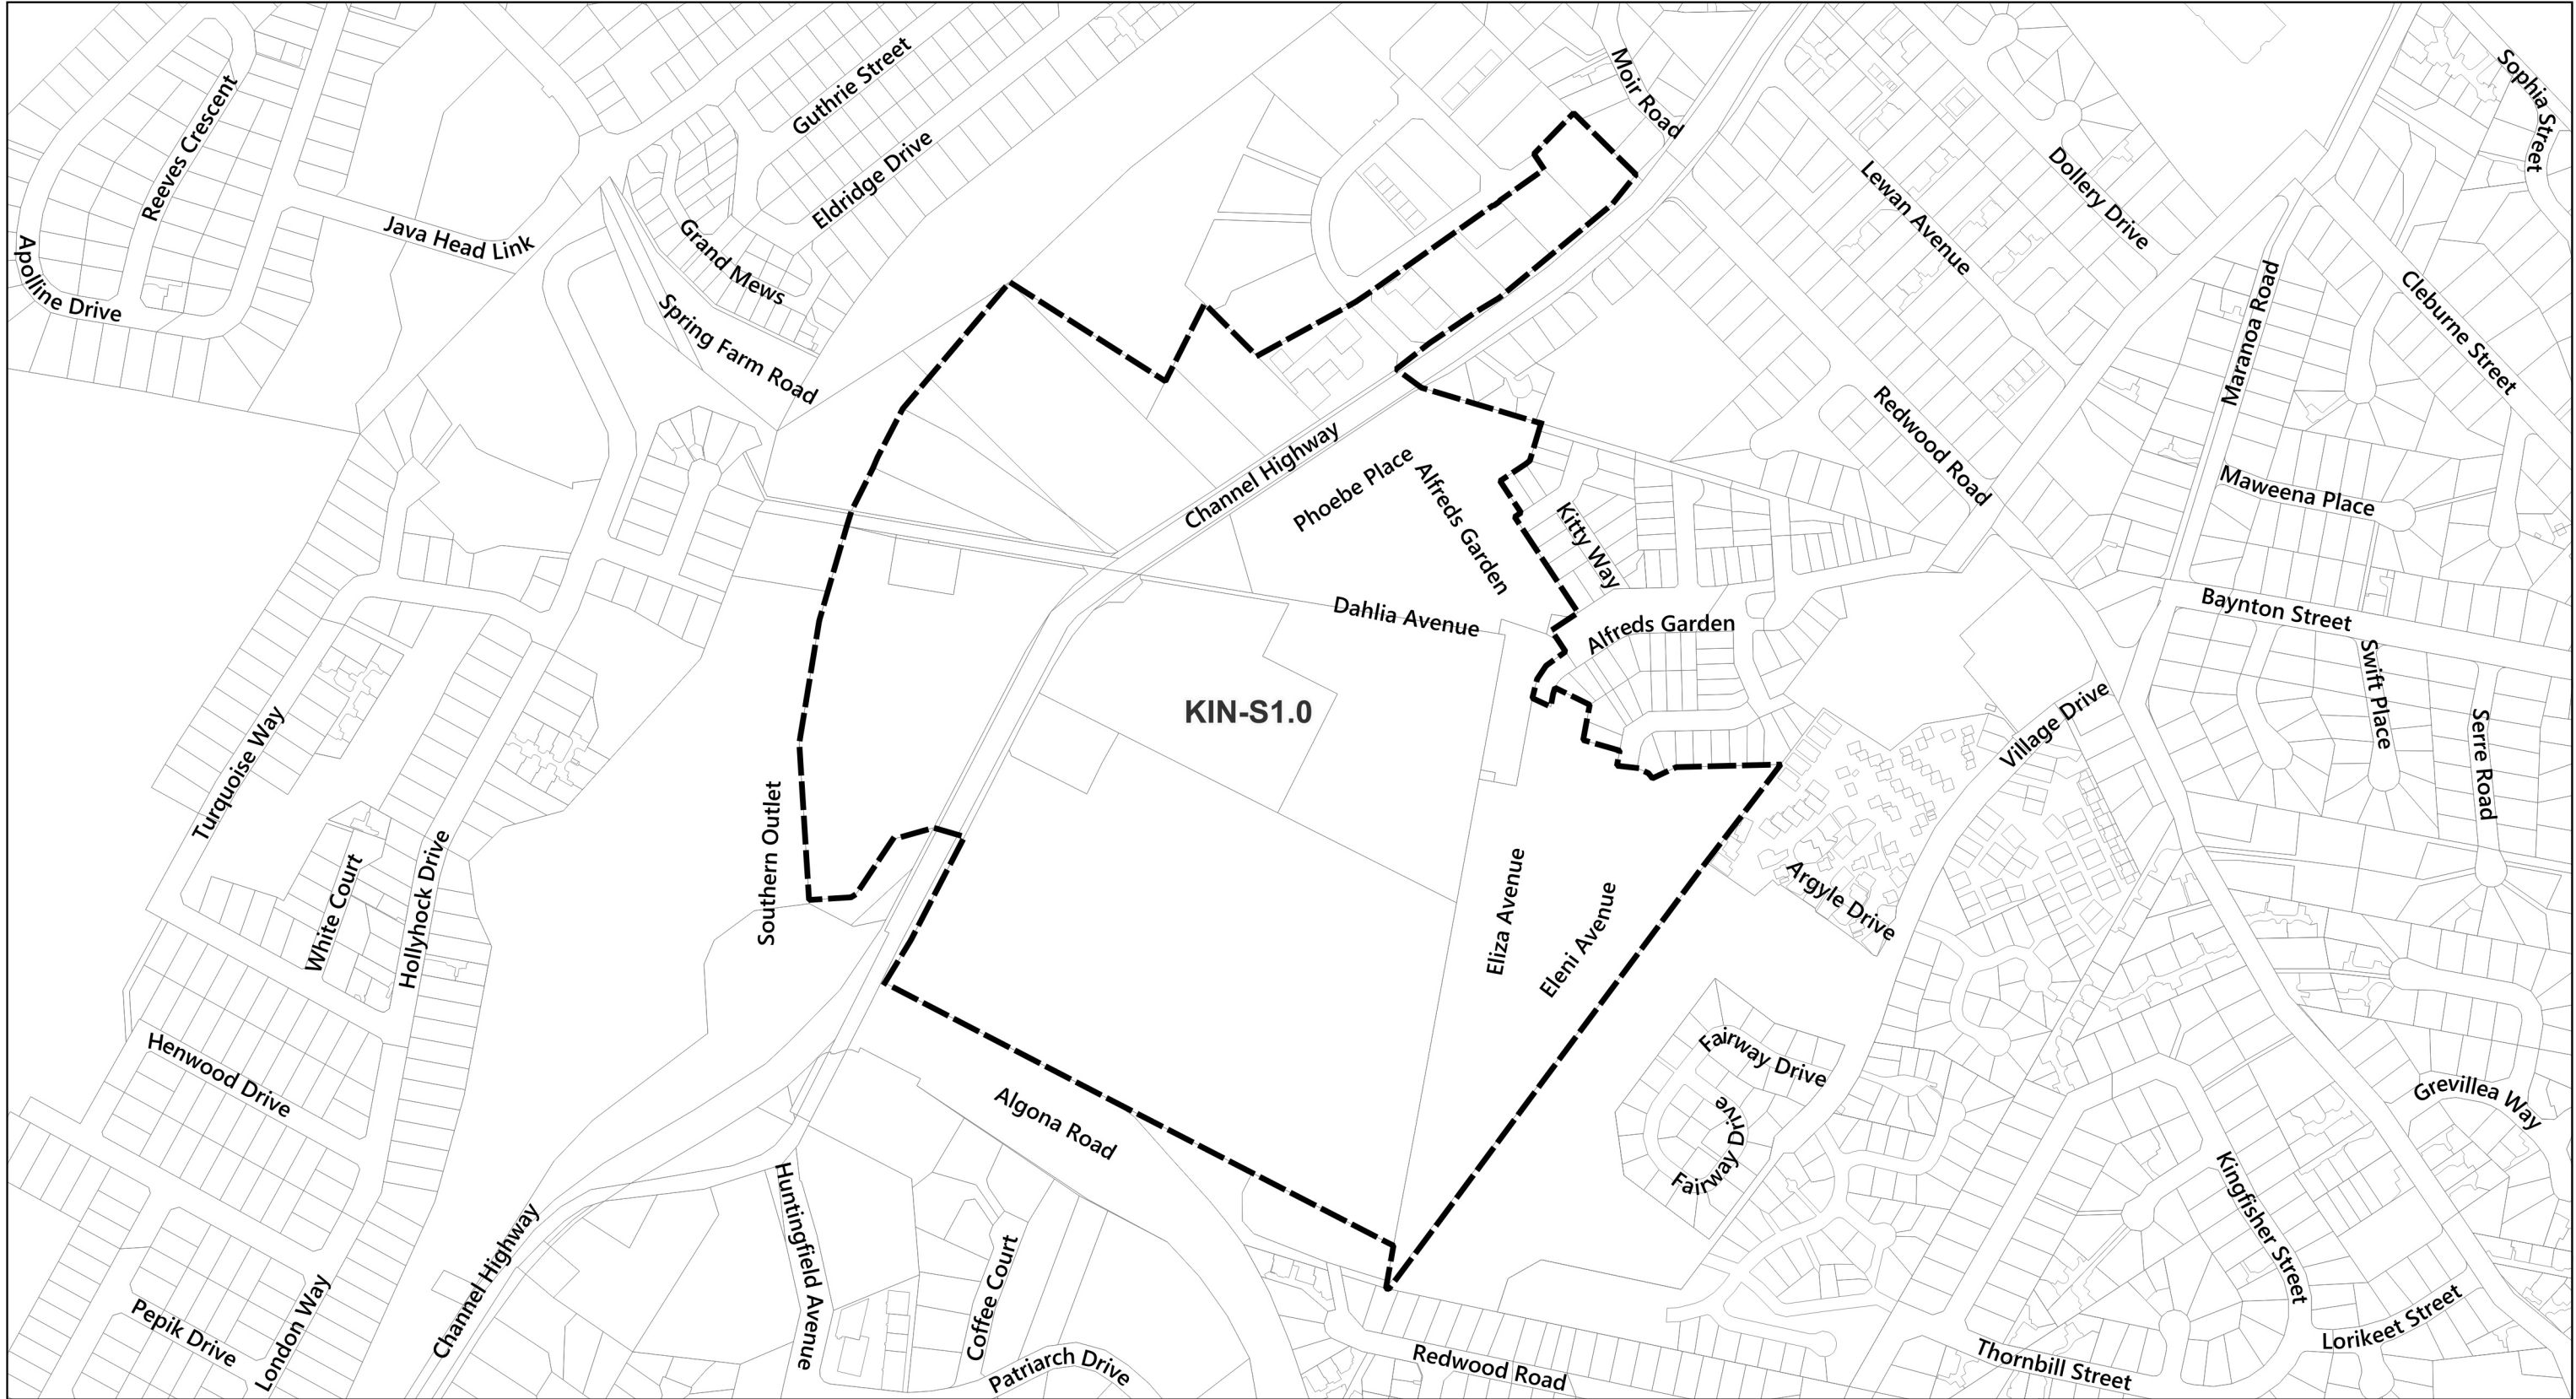 Guthrie Street
Moir Road
Sophia Street
Reeves Crescent
Eldridge Drive
Lewan Avenue
Dollery Drive
Java Head Link
Grand Mews
Apolline Drive
Spring Farm Road
Maranoa Road
Cleburne Street
Channel Highway
Phoebe Place
Alfreds Garden
Redwood Road
Maweena Place
Kitty Way
Dahlia Avenue
Alfreds Garden
Baynton Street
Swift Place
KIN-S1.0
Village Drive
Serre Road
Turquoise Way
Southern Outlet
White Court
Hollyhock Drive
Eliza Avenue
Eleni Avenue
Argyle Drive
Henwood Drive
Algona Road
Fairway Drive
Fairway Drive
Grevillea Way
Huntingfield Avenue
Channel Highway
Coffee Court
Kingfisher Street
Pepik Drive
London Way
Patriarch Drive
Redwood Road
Thornbill Street
Lorikeet Street